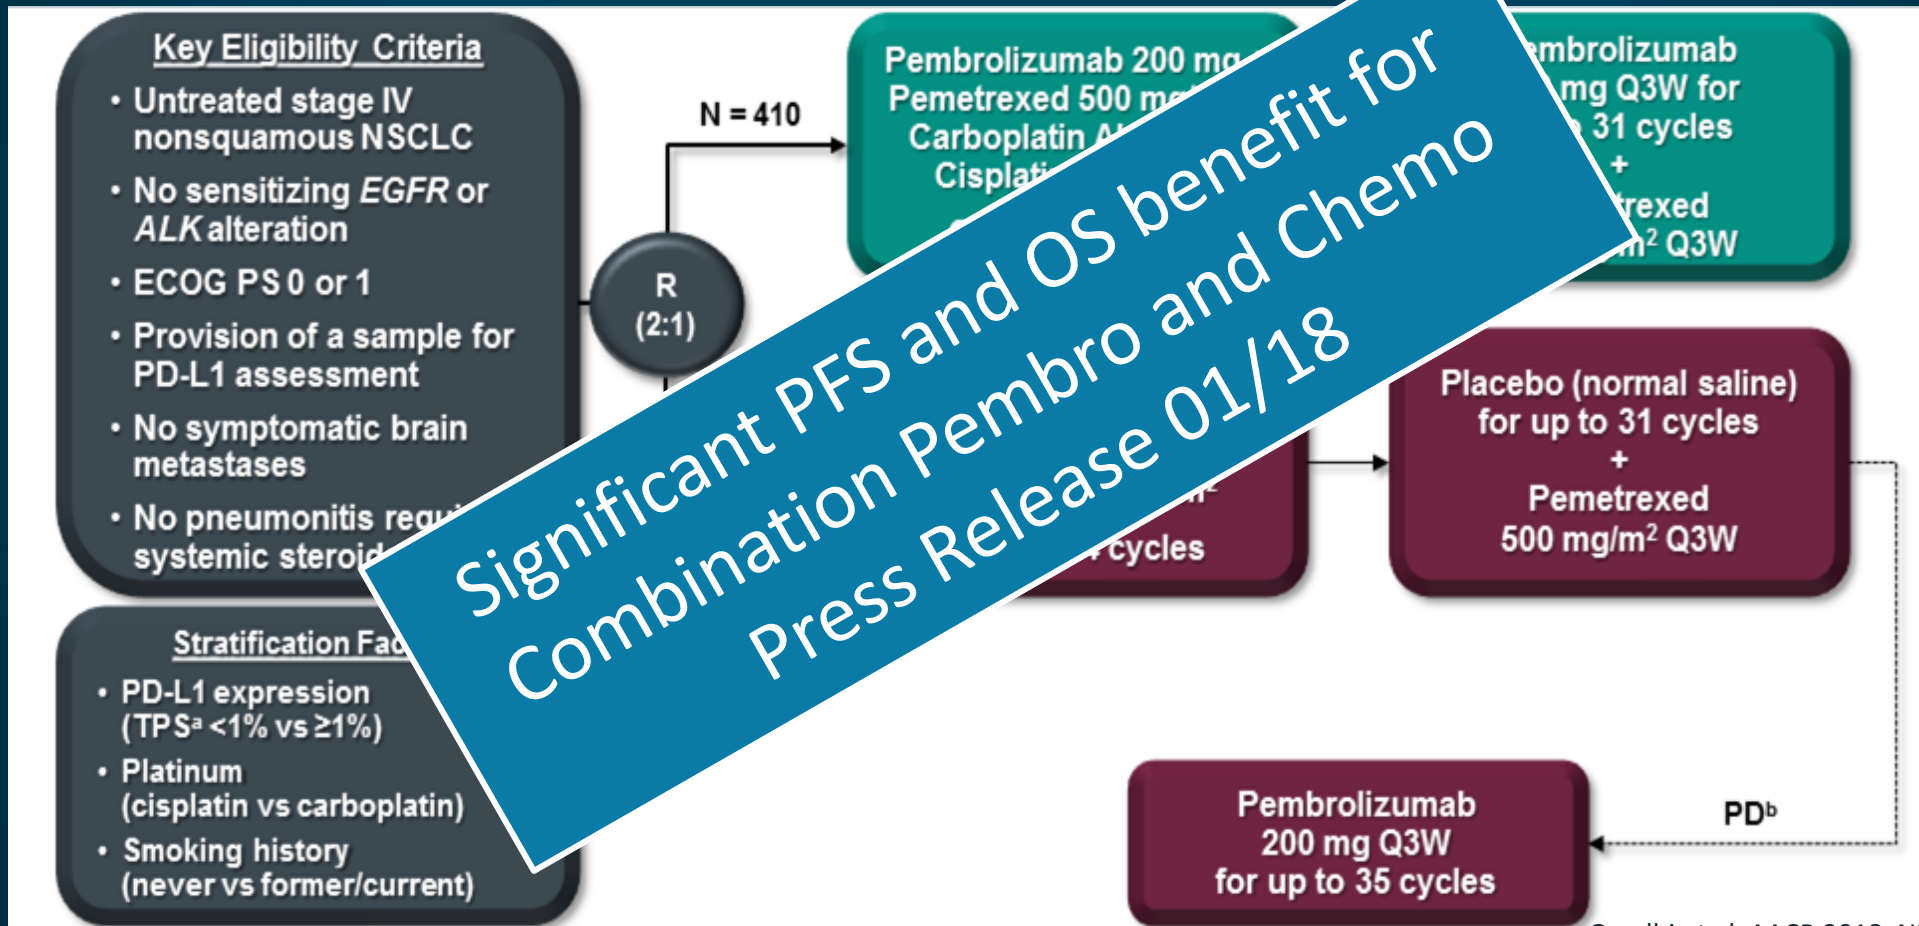 Key Eligibility Criteria
• Untreated stage IV
nonsquamous NSCLC
• No sensitizing EGFR or
ALK alteration
• ECOG PS 0 or 1
• Provision of a sample for
PD-L1 assessment
• No symptomatic brain
metastases
• No pneumonitis
systemic
Stratification
• PD-L1 expression
(TPSᵃ <1% vs ≥1%)
• Platinum
(cisplatin vs carboplatin)
• Smoking history
(never vs former/current)
R
(2:1)
N = 410
Pembrolizumab 200 mg
Pemetrexed 500
Carboplatin
mg Q3W for
31 cycles
+
Q3W
Significant PFS and OS benefit for
Combination Pembro and Chemo
Press Release 01/18
cycles
Placebo (normal saline)
for up to 31 cycles
+
Pemetrexed
500 mg/m² Q3W
PDᵇ
Pembrolizumab
200 mg Q3W
for up to 35 cycles